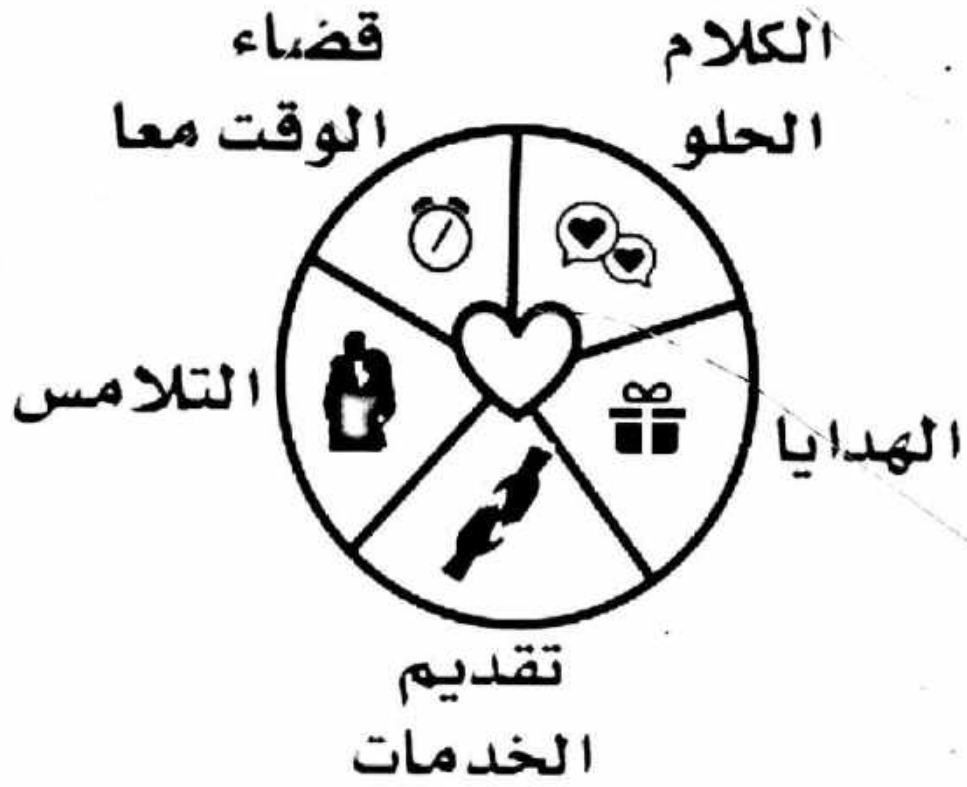 الكلام
الحلو
قضاء
الوقت معا
الهدايا
التلامس
تقديم
الخدمات